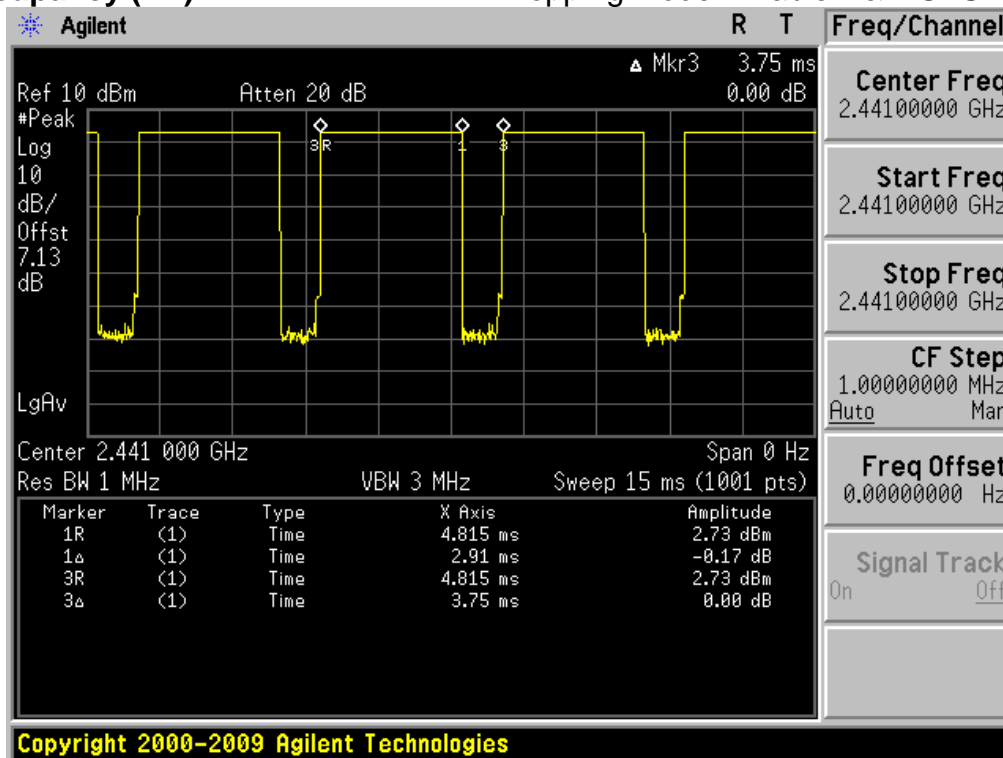 Agilent R T
Freq/Channel
Δ Mkr3 3.75 ms
Ref 10 dBm Atten 20 dB 0.00 dB
#Peak
Log
10
dB/
Offst
7.13
dB
LgAv
3R 1 3
Center 2.441 000 GHz Span 0 Hz
Res BW 1 MHz VBW 3 MHz Sweep 15 ms (1001 pts)
Marker Trace Type X Axis Amplitude
1R (1) Time 4.815 ms 2.73 dBm
1Δ (1) Time 2.91 ms -0.17 dB
3R (1) Time 4.815 ms 2.73 dBm
3Δ (1) Time 3.75 ms 0.00 dB
Center Freq
2.44100000 GHz
Start Freq
2.44100000 GHz
Stop Freq
2.44100000 GHz
CF Step
1.00000000 MHz
Auto Man
Freq Offset
0.00000000 Hz
Signal Track
On Off
Copyright 2000-2009 Agilent Technologies